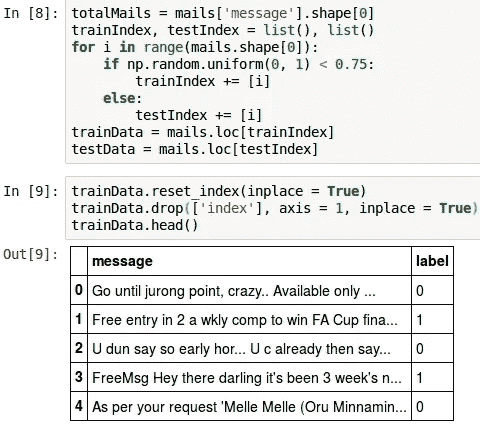 In [8]: totalMails = mails['message'].shape[0]
trainIndex, testIndex = list(), list()
for i in range(mails.shape[0]):
    if np.random.uniform(0, 1) < 0.75:
        trainIndex += [i]
    else:
        testIndex += [i]
trainData = mails.loc[trainIndex]
testData = mails.loc[testIndex]
In [9]: trainData.reset_index(inplace = True)
trainData.drop(['index'], axis = 1, inplace = True)
trainData.head()
Out[9]:
message label
0 Go until jurong point, crazy.. Available only ... 0
1 Free entry in 2 a wkly comp to win FA Cup fina... 1
2 U dun say so early hor... U c already then say... 0
3 FreeMsg Hey there darling it's been 3 week's n... 1
4 As per your request 'Melle Melle (Oru Minnamin... 0